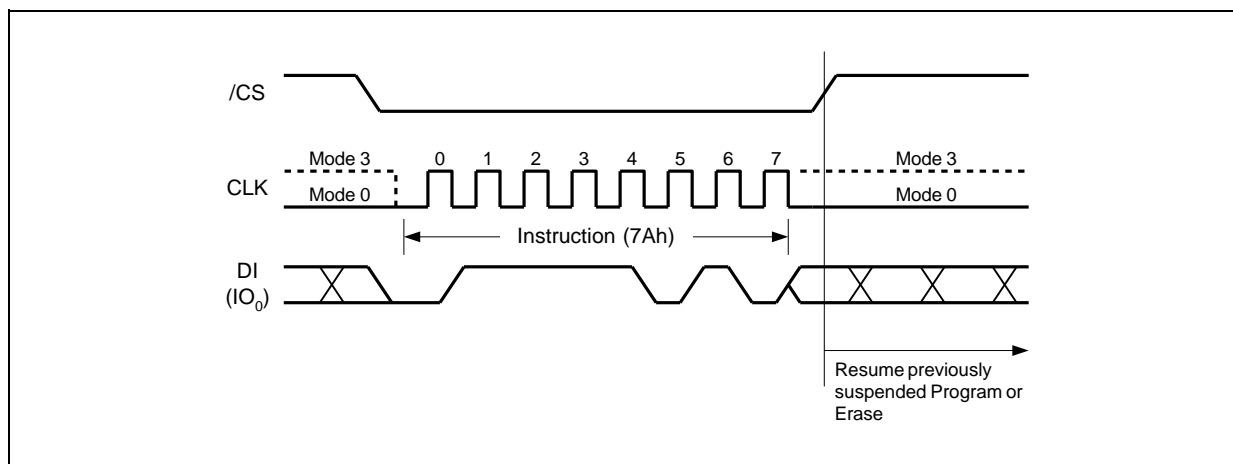 /CS
Mode 3
0 1 2 3 4 5 6 7
Mode 3
CLK
Mode 0
Mode 0
Instruction (7Ah)
DI
(IO0)
Resume previously
suspended Program or
Erase